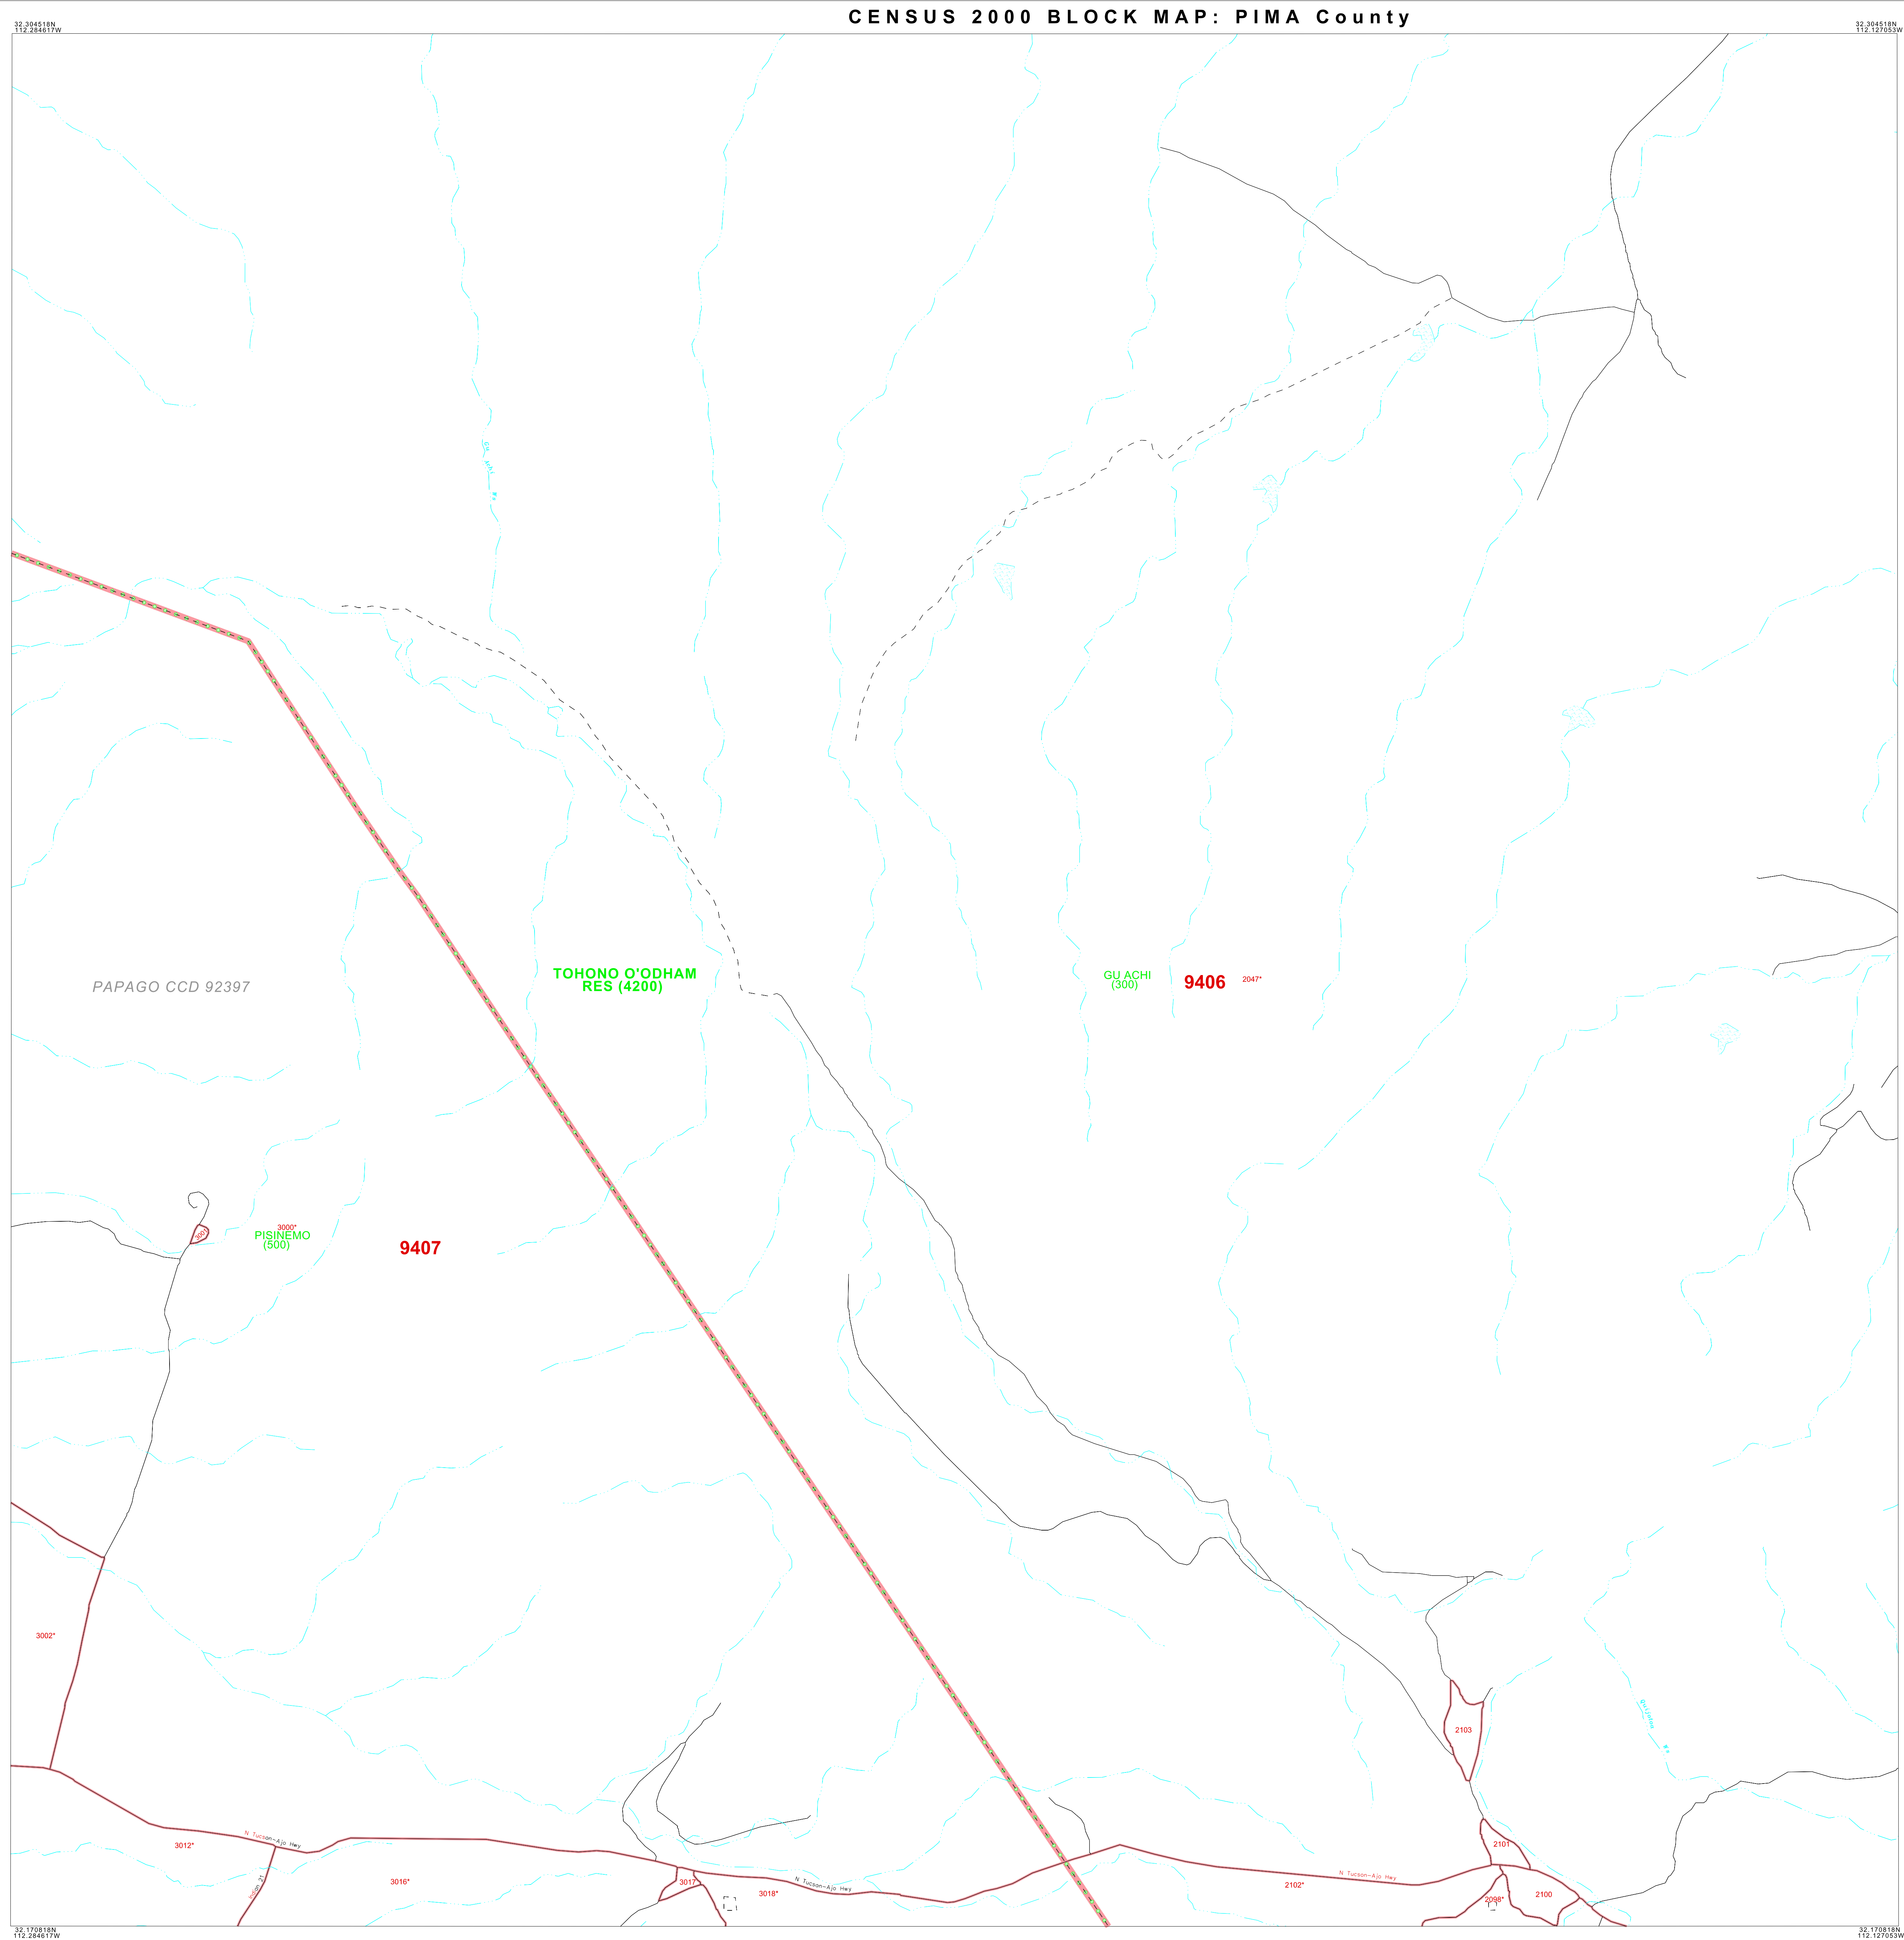 CENSUS 2000 BLOCK MAP: PIMA County
32.304518N
112.284617W
32.304518N
112.127053W
TOHONO O'ODHAM
RES (4200)
GU ACHI
(300)
9406
2047*
PAPAGO CCD 92397
3001
3000*
PISINEMO
(500)
9407
3002*
2103
3012*
N Tucson-Ajo Hwy
3016*
3017
3018*
N Tucson-Ajo Hwy
2102*
N Tucson-Ajo Hwy
2101
2098*
2100
32.170818N
112.284617W
32.170818N
112.127053W